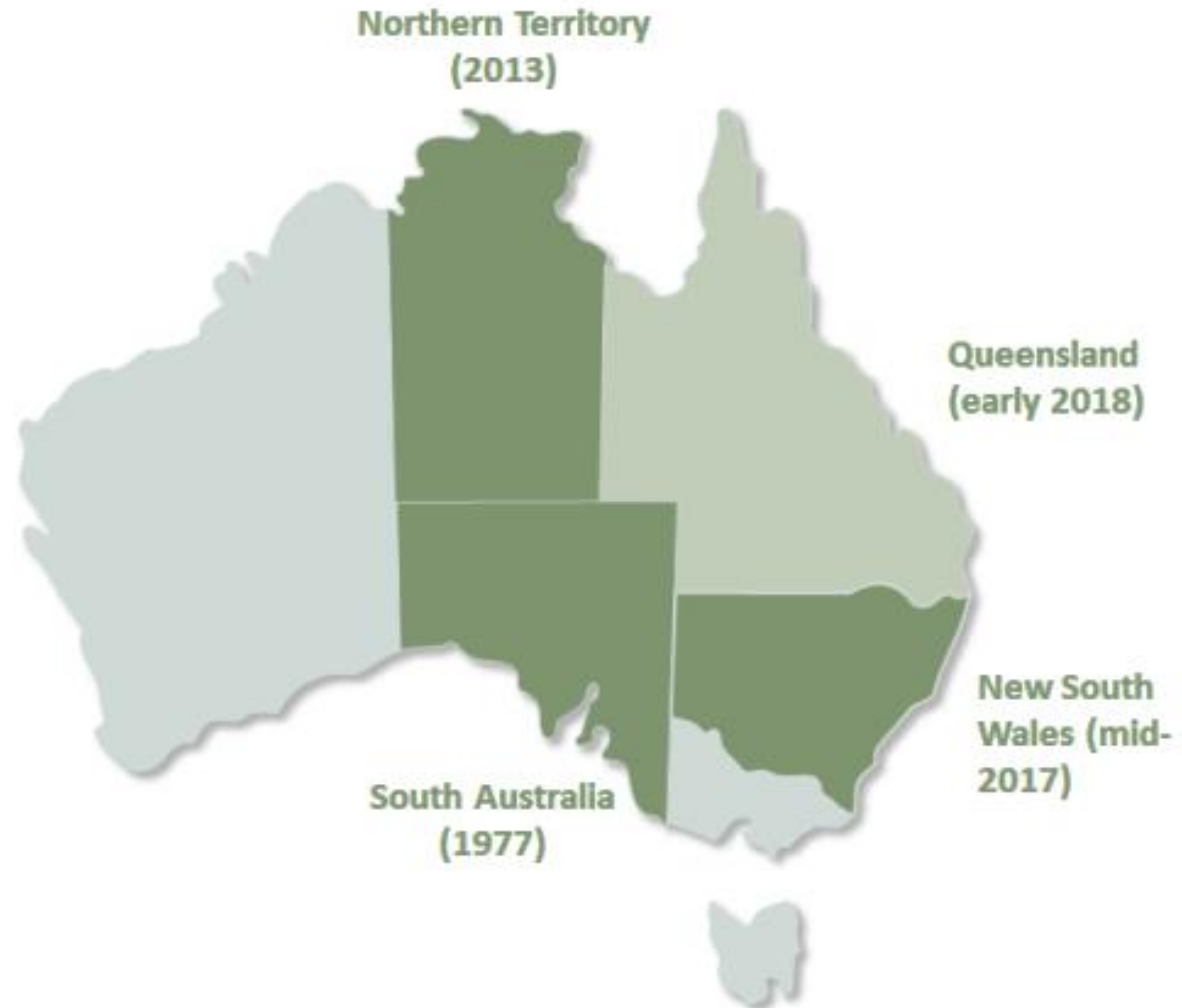 Northern Territory
(2013)
Queensland
(early 2018)
New South
Wales (mid-
2017)
South Australia
(1977)